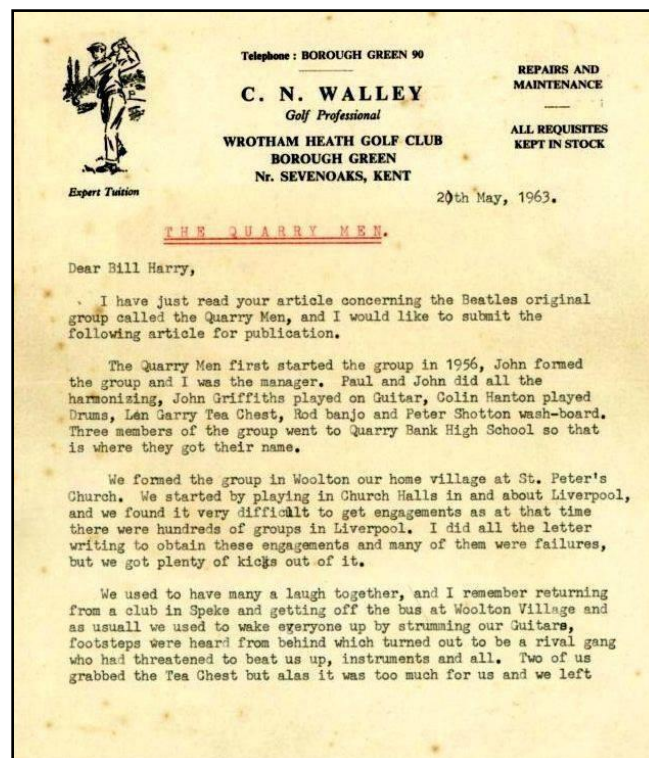 Telephone : BOROUGH GREEN 90
C. N. WALLEY
Golf Professional
WROTHAM HEATH GOLF CLUB
BOROUGH GREEN
Nr. SEVENOAKS, KENT
REPAIRS AND
MAINTENANCE
ALL REQUISITES
KEPT IN STOCK
Expert Tuition
20th May, 1963.
THE QUARRY MEN.
Dear Bill Harry,
I have just read your article concerning the Beatles original
group called the Quarry Men, and I would like to submit the
following article for publication.
The Quarry Men first started the group in 1956, John formed
the group and I was the manager. Paul and John did all the
harmonizing, John Griffiths played on Guitar, Colin Hanton played
Drums, Len Garry Tea Chest, Rod banjo and Peter Shotton wash-board.
Three members of the group went to Quarry Bank High School so that
is where they got their name.
We formed the group in Woolton our home village at St. Peter's
Church. We started by playing in Church Halls in and about Liverpool,
and we found it very difficult to get engagements as at that time
there were hundreds of groups in Liverpool. I did all the letter
writing to obtain these engagements and many of them were failures,
but we got plenty of kicks out of it.
We used to have many a laugh together, and I remember returning
from a club in Speke and getting off the bus at Woolton Village and
as usuall we used to wake everyone up by strumming our Guitars,
footsteps were heard from behind which turned out to be a rival gang
who had threatened to beat us up, instruments and all. Two of us
grabbed the Tea Chest but alas it was too much for us and we left